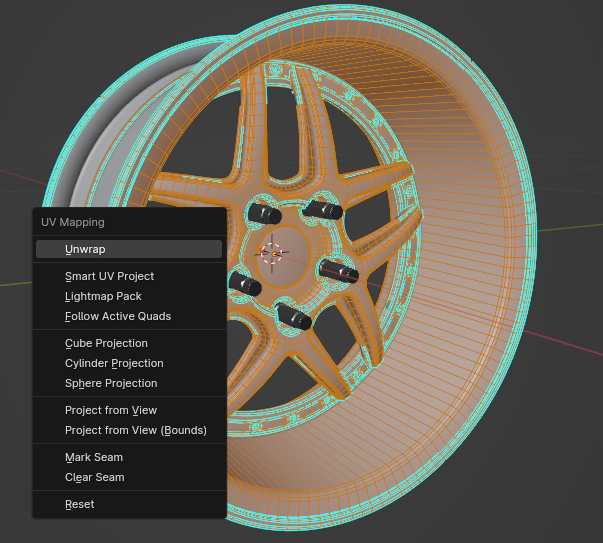 UV Mapping
Unwrap
Smart UV Project
Lightmap Pack
Follow Active Quads
Cube Projection
Cylinder Projection
Sphere Projection
Project from View
Project from View (Bounds)
Mark Seam
Clear Seam
Reset